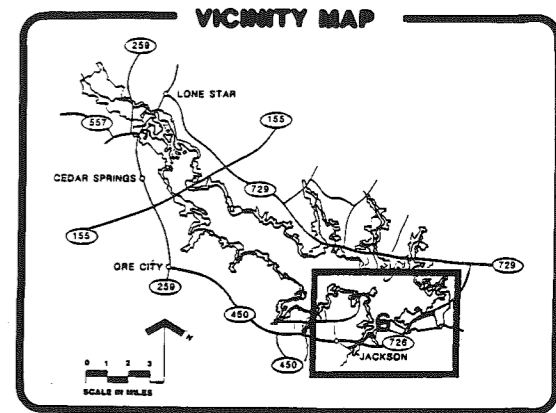 VICINITY MAP
259
LONE STAR
557
155
CEDAR SPRINGS
729
155
ORE CITY
259
729
450
6
726
JACKSON
450
N
0 1 2 3
SCALE IN MILES